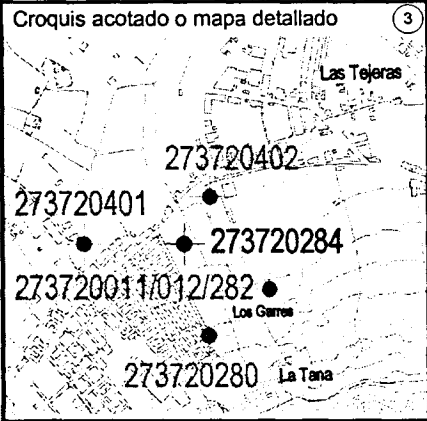 Croquis acotado o mapa detallado 3
Las Tejeras
273720402
273720401
273720284
273720011/012/282
Los Garres
273720280
La Tana